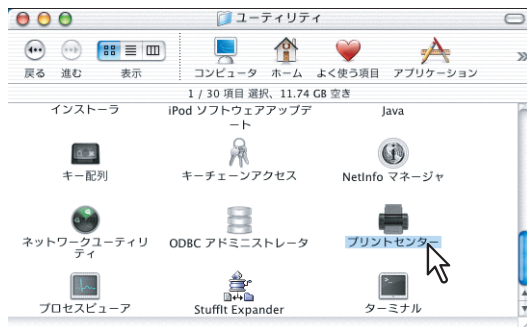 ユーティリティ
戻る 進む 表示 コンピュータ ホーム よく使う項目 アプリケーション
1 / 30 項目 選択、11.74 GB 空き
インストーラ iPod ソフトウェアアップデ Java
ート
キー配列 キーチェーンアクセス NetInfo マネージャ
ネットワークユーティリ ODBC アドミニストレータ プリントセンター
ティ
プロセスビューア StuffIt Expander ターミナル